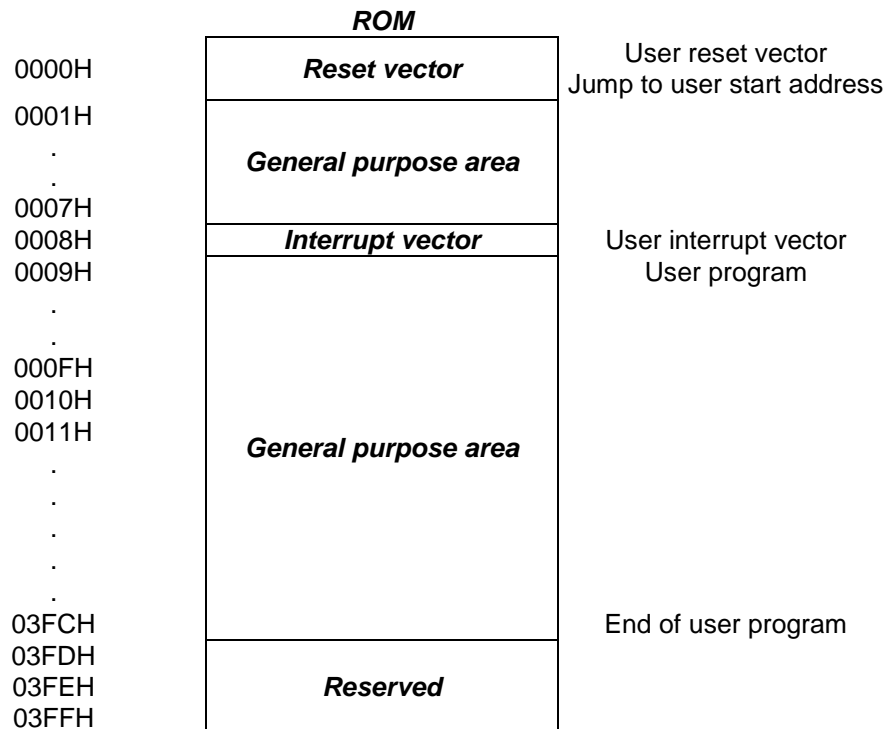 ROM
0000H Reset vector User reset vector
Jump to user start address
0001H
.
General purpose area
.
0007H
0008H Interrupt vector User interrupt vector
0009H User program
.
.
000FH
0010H
0011H
General purpose area
.
.
.
.
.
03FCH End of user program
03FDH
03FEH Reserved
03FFH